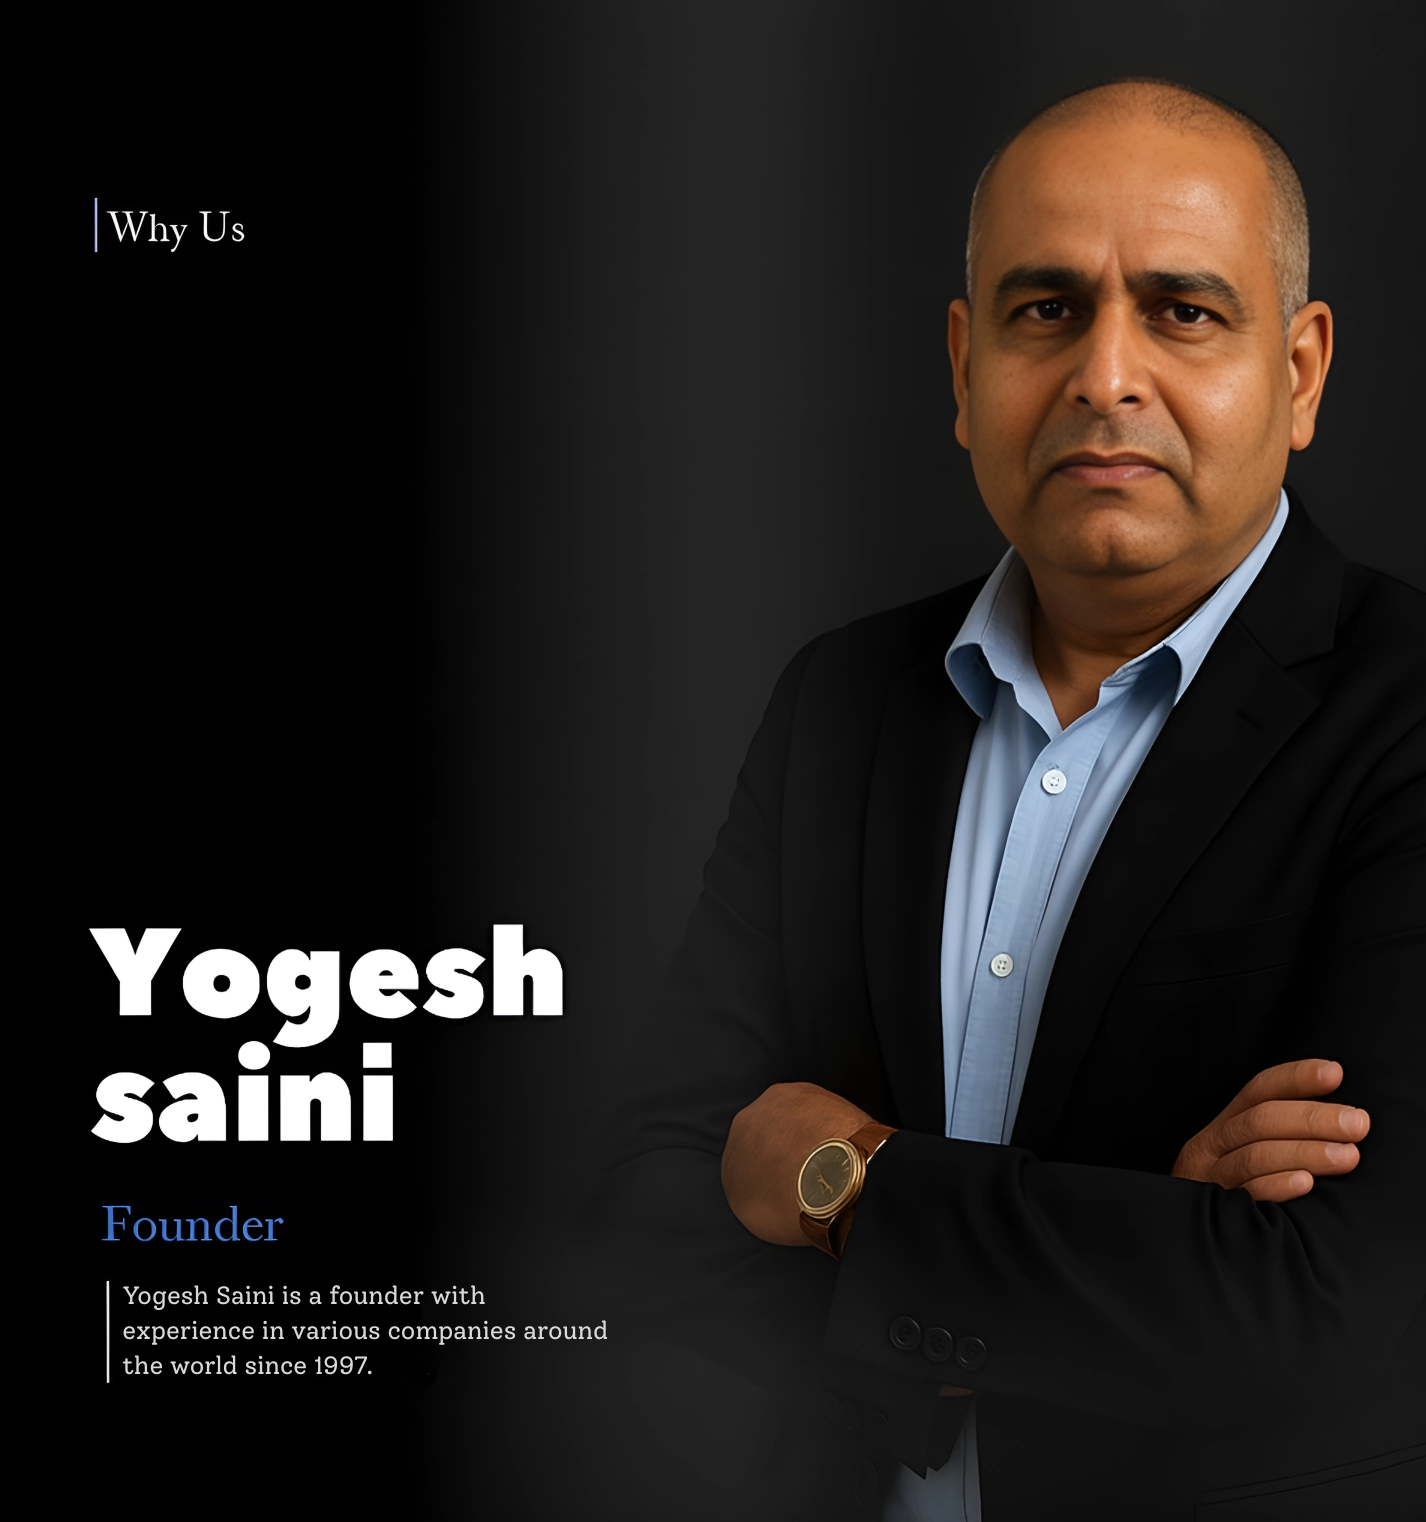 Why Us
Yogesh
saini
Founder
Yogesh Saini is a founder with
experience in various companies around
the world since 1997.